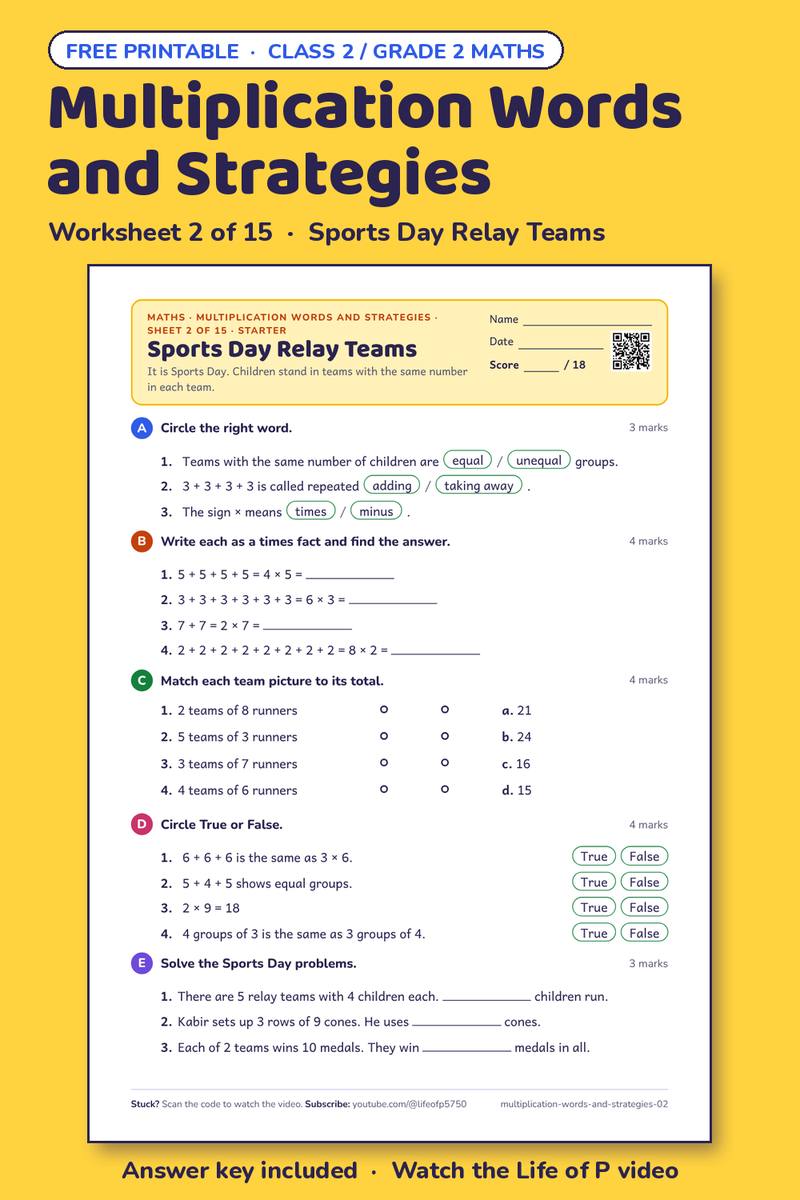 FREE PRINTABLE · CLASS 2 / GRADE 2 MATHS
Multiplication Words
and Strategies
Worksheet 2 of 15 · Sports Day Relay Teams
MATHS · MULTIPLICATION WORDS AND STRATEGIES ·
SHEET 2 OF 15 · STARTER
Sports Day Relay Teams
It is Sports Day. Children stand in teams with the same number
in each team.
Name ____________
Date ____________
Score ______ / 18
A Circle the right word. 3 marks
1. Teams with the same number of children are equal / unequal groups.
2. 3 + 3 + 3 + 3 is called repeated adding / taking away .
3. The sign × means times / minus .
B Write each as a times fact and find the answer. 4 marks
1. 5 + 5 + 5 + 5 = 4 × 5 = ____________
2. 3 + 3 + 3 + 3 + 3 + 3 = 6 × 3 = ____________
3. 7 + 7 = 2 × 7 = ____________
4. 2 + 2 + 2 + 2 + 2 + 2 + 2 + 2 = 8 × 2 = ____________
C Match each team picture to its total. 4 marks
1. 2 teams of 8 runners a. 21
2. 5 teams of 3 runners b. 24
3. 3 teams of 7 runners c. 16
4. 4 teams of 6 runners d. 15
D Circle True or False. 4 marks
1. 6 + 6 + 6 is the same as 3 × 6. True False
2. 5 + 4 + 5 shows equal groups. True False
3. 2 × 9 = 18 True False
4. 4 groups of 3 is the same as 3 groups of 4. True False
E Solve the Sports Day problems. 3 marks
1. There are 5 relay teams with 4 children each. ____________ children run.
2. Kabir sets up 3 rows of 9 cones. He uses ____________ cones.
3. Each of 2 teams wins 10 medals. They win ____________ medals in all.
Stuck? Scan the code to watch the video. Subscribe: youtube.com/@lifeofp5750 multiplication-words-and-strategies-02
Answer key included · Watch the Life of P video